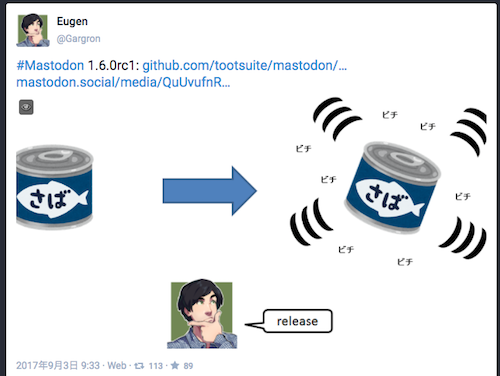 Eugen
@Gargron
#Mastodon 1.6.0rc1: github.com/tootsuite/mastodon/…
mastodon.social/media/QuUvufnR…
さば
さば
ピチ
ピチ
ピチ
ピチ
ピチ
ピチ
ピチ
release
2017年9月3日 9:33 · Web · 113 · 89